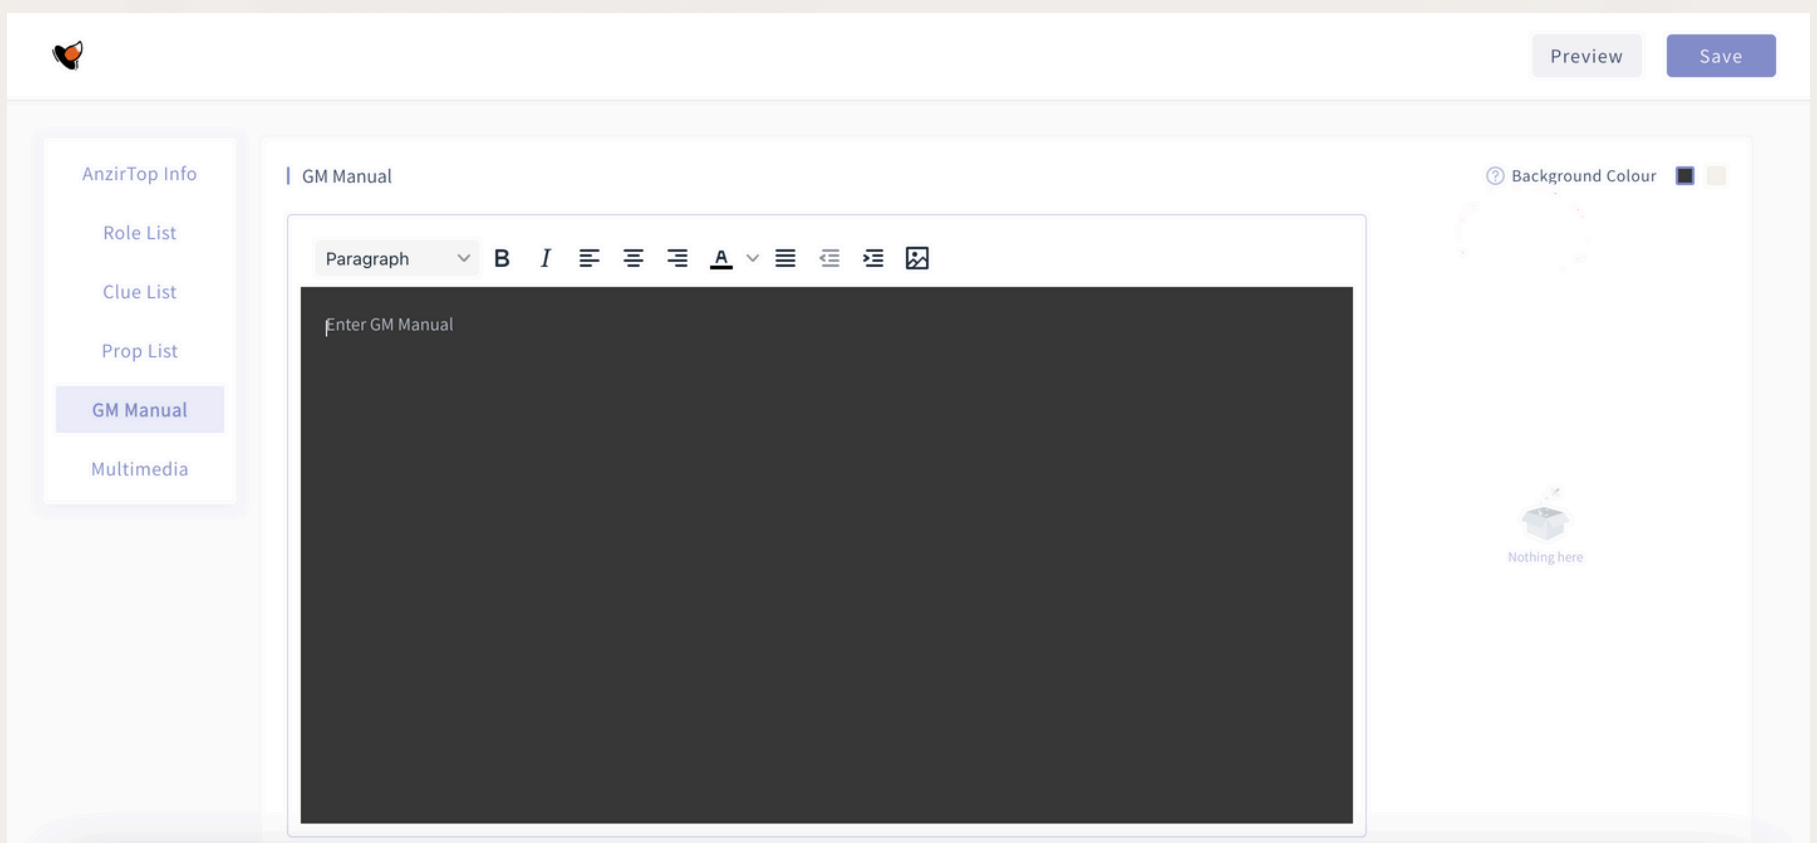 Preview
Save
AnzirTop Info
Role List
Clue List
Prop List
GM Manual
Multimedia
GM Manual
Background Colour
Paragraph
B
I
A
Enter GM Manual
Nothing here